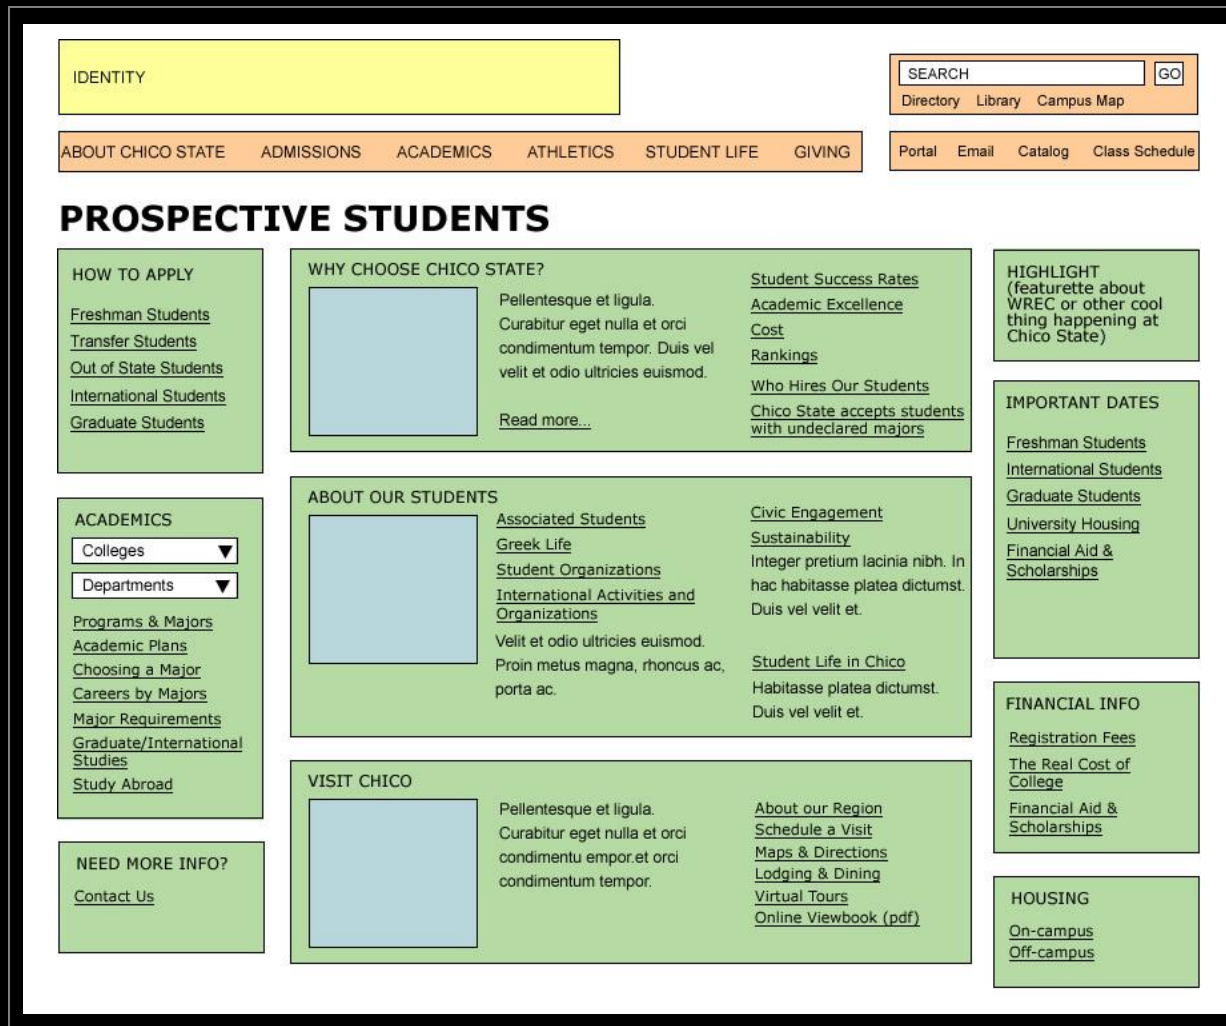 IDENTITY
SEARCH
GO
Directory Library Campus Map
ABOUT CHICO STATE ADMISSIONS ACADEMICS ATHLETICS STUDENT LIFE GIVING
Portal Email Catalog Class Schedule
PROSPECTIVE STUDENTS
HOW TO APPLY
Freshman Students
Transfer Students
Out of State Students
International Students
Graduate Students
ACADEMICS
Colleges
Departments
Programs & Majors
Academic Plans
Choosing a Major
Careers by Majors
Major Requirements
Graduate/International
Studies
Study Abroad
NEED MORE INFO?
Contact Us
WHY CHOOSE CHICO STATE?
Pellentesque et ligula.
Curabitur eget nulla et orci
condimentum tempor. Duis vel
velit et odio ultricies euismod.
Read more...
Student Success Rates
Academic Excellence
Cost
Rankings
Who Hires Our Students
Chico State accepts students
with undeclared majors
ABOUT OUR STUDENTS
Associated Students
Greek Life
Student Organizations
International Activities and
Organizations
Velit et odio ultricies euismod.
Proin metus magna, rhoncus ac,
porta ac.
Civic Engagement
Sustainability
Integer pretium lacinia nibh. In
hac habitasse platea dictumst.
Duis vel velit et.
Student Life in Chico
Habitasse platea dictumst.
Duis vel velit et.
VISIT CHICO
Pellentesque et ligula.
Curabitur eget nulla et orci
condimentu empor.et orci
condimentum tempor.
About our Region
Schedule a Visit
Maps & Directions
Lodging & Dining
Virtual Tours
Online Viewbook (pdf)
HIGHLIGHT
(featurette about
WREC or other cool
thing happening at
Chico State)
IMPORTANT DATES
Freshman Students
International Students
Graduate Students
University Housing
Financial Aid &
Scholarships
FINANCIAL INFO
Registration Fees
The Real Cost of
College
Financial Aid &
Scholarships
HOUSING
On-campus
Off-campus